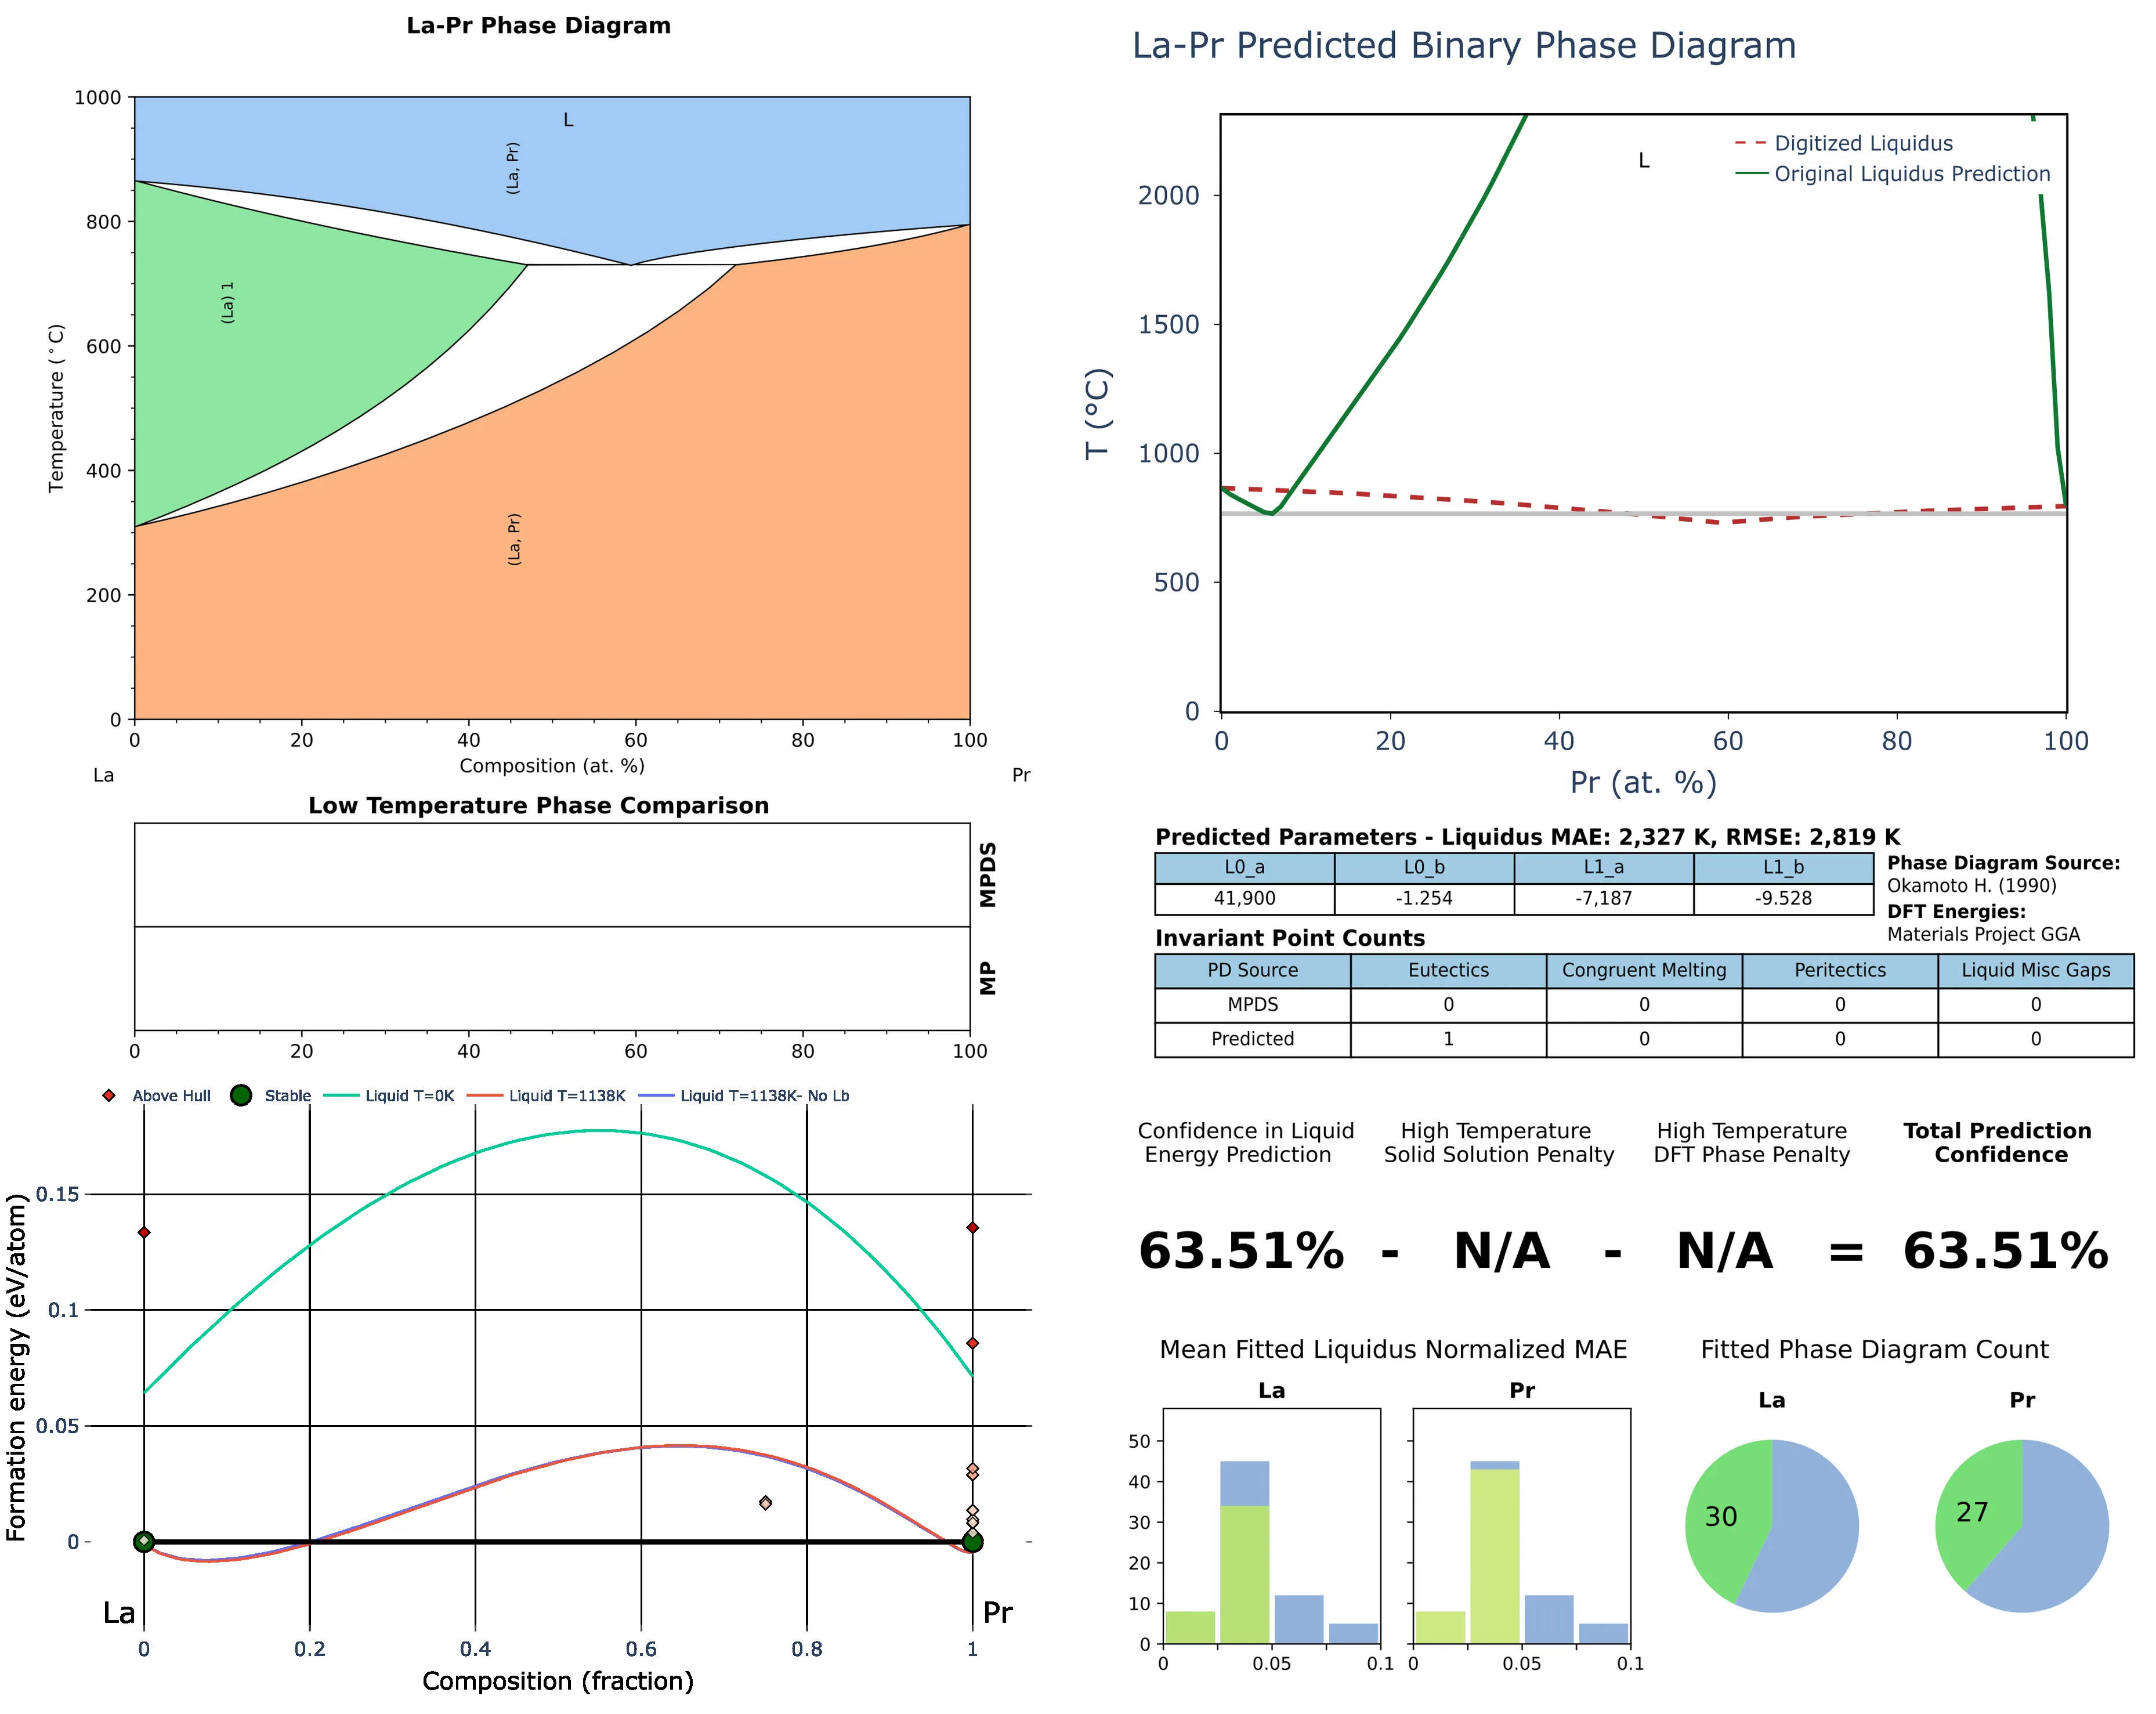 La-Pr Phase Diagram
1000
800
600
400
200
0
Temperature (°C)
L
(La, Pr)
(La) 1
(La, Pr)
0 20 40 60 80 100
Composition (at. %)
La Pr
Low Temperature Phase Comparison
MPDS
MP
0 20 40 60 80 100
Above Hull Stable Liquid T=0K Liquid T=1138K Liquid T=1138K- No Lb
0.15
0.1
0.05
0
Formation energy (eV/atom)
La Pr
0 0.2 0.4 0.6 0.8 1
Composition (fraction)
La-Pr Predicted Binary Phase Diagram
L
Digitized Liquidus
Original Liquidus Prediction
2000
1500
1000
500
0
T (°C)
0 20 40 60 80 100
Pr (at. %)
Predicted Parameters - Liquidus MAE: 2,327 K, RMSE: 2,819 K
L0_a L0_b L1_a L1_b
41,900 -1.254 -7,187 -9.528
Phase Diagram Source:
Okamoto H. (1990)
DFT Energies:
Materials Project GGA
Invariant Point Counts
PD Source Eutectics Congruent Melting Peritectics Liquid Misc Gaps
MPDS 0 0 0 0
Predicted 1 0 0 0
Confidence in Liquid
Energy Prediction
High Temperature
Solid Solution Penalty
High Temperature
DFT Phase Penalty
Total Prediction
Confidence
63.51% - N/A - N/A = 63.51%
Mean Fitted Liquidus Normalized MAE
La Pr
50
40
30
20
10
0
0 0.05 0.1 0 0.05 0.1
Fitted Phase Diagram Count
La Pr
30 27